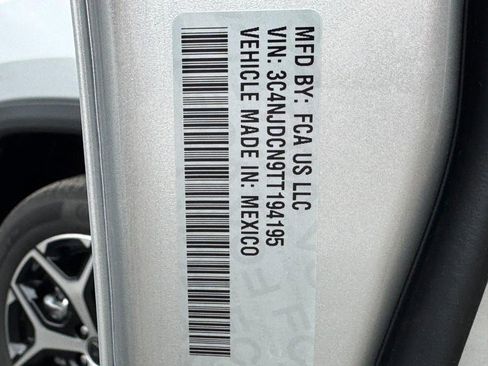 MFD BY: FCA US LLC
VIN: 3C4NJDCN9TT194195
VEHICLE MADE IN: MEXICO